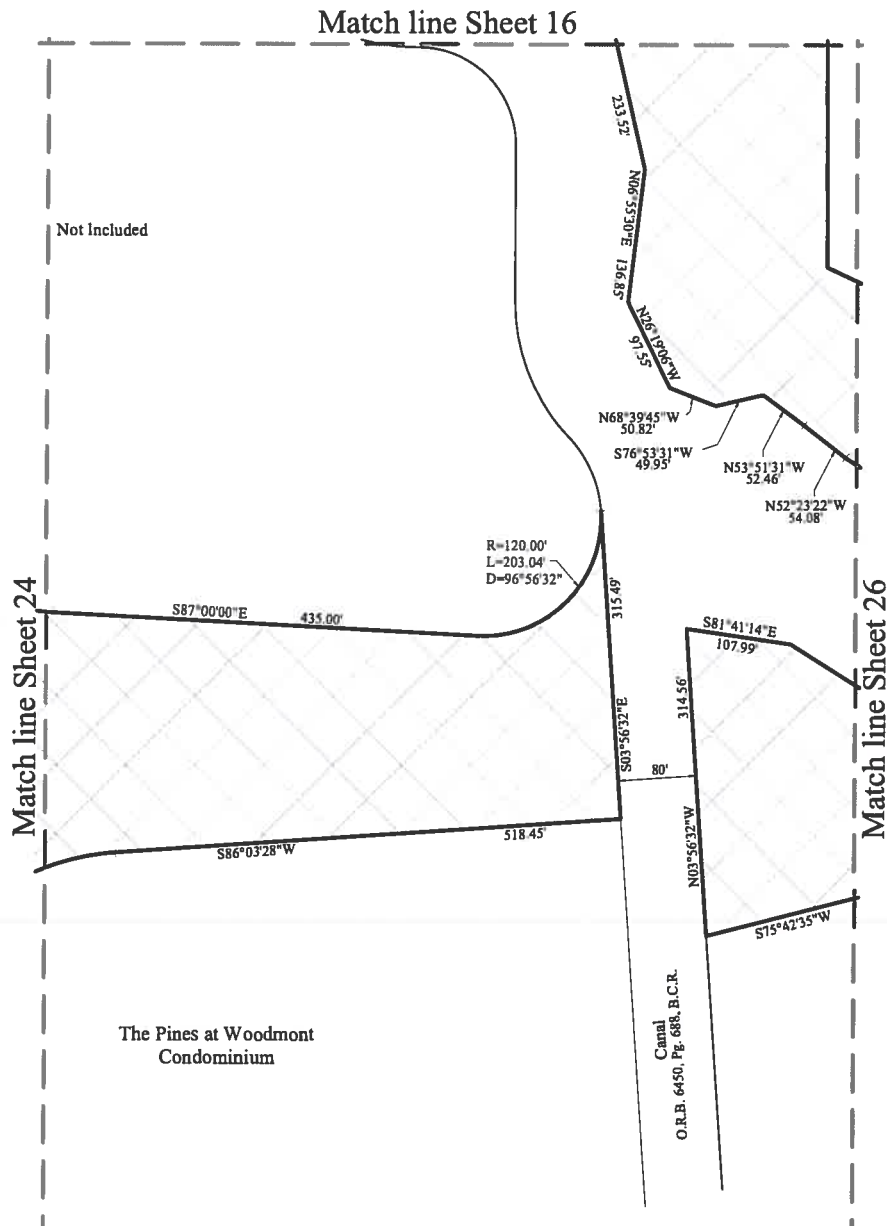 Match line Sheet 16
233.52'
N06°55'30"E 136.85'
Not Included
N26°19'06"W
97.55'
N68°39'45"W
50.82'
S76°53'31"W
49.95'
N53°51'31"W
52.46'
N52°23'22"W
54.08'
R=120.00'
L=203.04'
D=96°56'32"
Match line Sheet 24
S87°00'00"E 435.00'
315.49'
S03°56'32"E
S81°41'14"E
107.99'
314.56'
N03°56'32"W
80'
Match line Sheet 26
S86°03'28"W 518.45'
S75°42'35"W
Canal
O.R.B. 6450, Pg. 688, B.C.R.
The Pines at Woodmont
Condominium